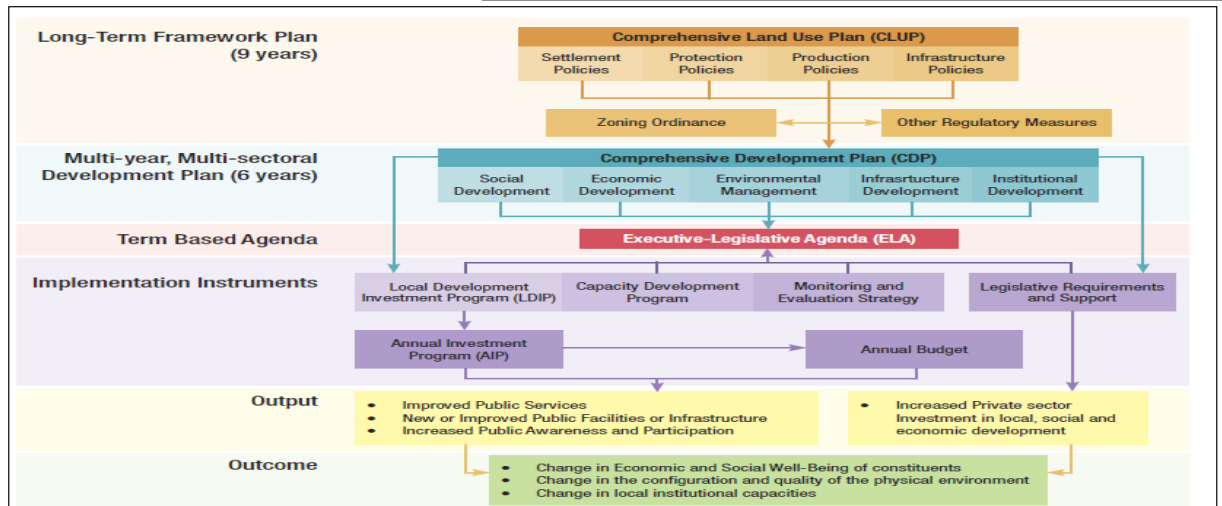 Long-Term Framework Plan
(9 years)
Comprehensive Land Use Plan (CLUP)
Settlement
Policies
Protection
Policies
Production
Policies
Infrastructure
Policies
Zoning Ordinance
Other Regulatory Measures
Multi-year, Multi-sectoral
Development Plan (6 years)
Comprehensive Development Plan (CDP)
Social
Development
Economic
Development
Environmental
Management
Infrasrtucture
Development
Institutional
Development
Term Based Agenda
Executive-Legislative Agenda (ELA)
Implementation Instruments
Local Development
Investment Program (LDIP)
Capacity Development
Program
Monitoring and
Evaluation Strategy
Legislative Requirements
and Support
Annual Investment
Program (AIP)
Annual Budget
Output
• Improved Public Services
• New or Improved Public Facilities or Infrastructure
• Increased Public Awareness and Participation
• Increased Private sector
Investment in local, social and
economic development
Outcome
• Change in Economic and Social Well-Being of constituents
• Change in the configuration and quality of the physical environment
• Change in local institutional capacities